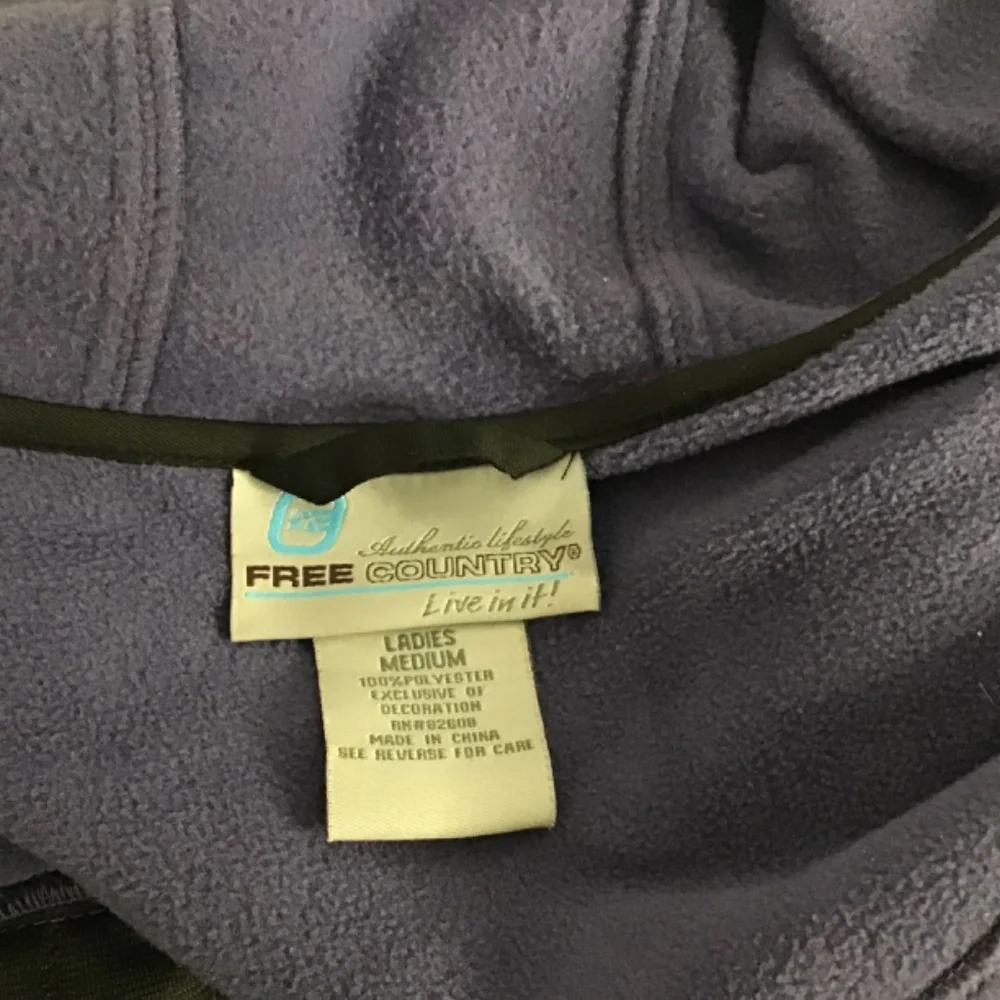 Authentic lifestyle
FREE COUNTRY®
Live in it!
LADIES
MEDIUM
100%POLYESTER
EXCLUSIVE OF
DECORATION
RN#82608
MADE IN CHINA
SEE REVERSE FOR CARE